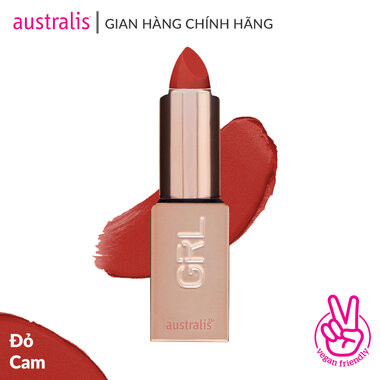 australis | GIAN HÀNG CHÍNH HÃNG
GRL
australis
Đỏ
Cam
vegan friendly